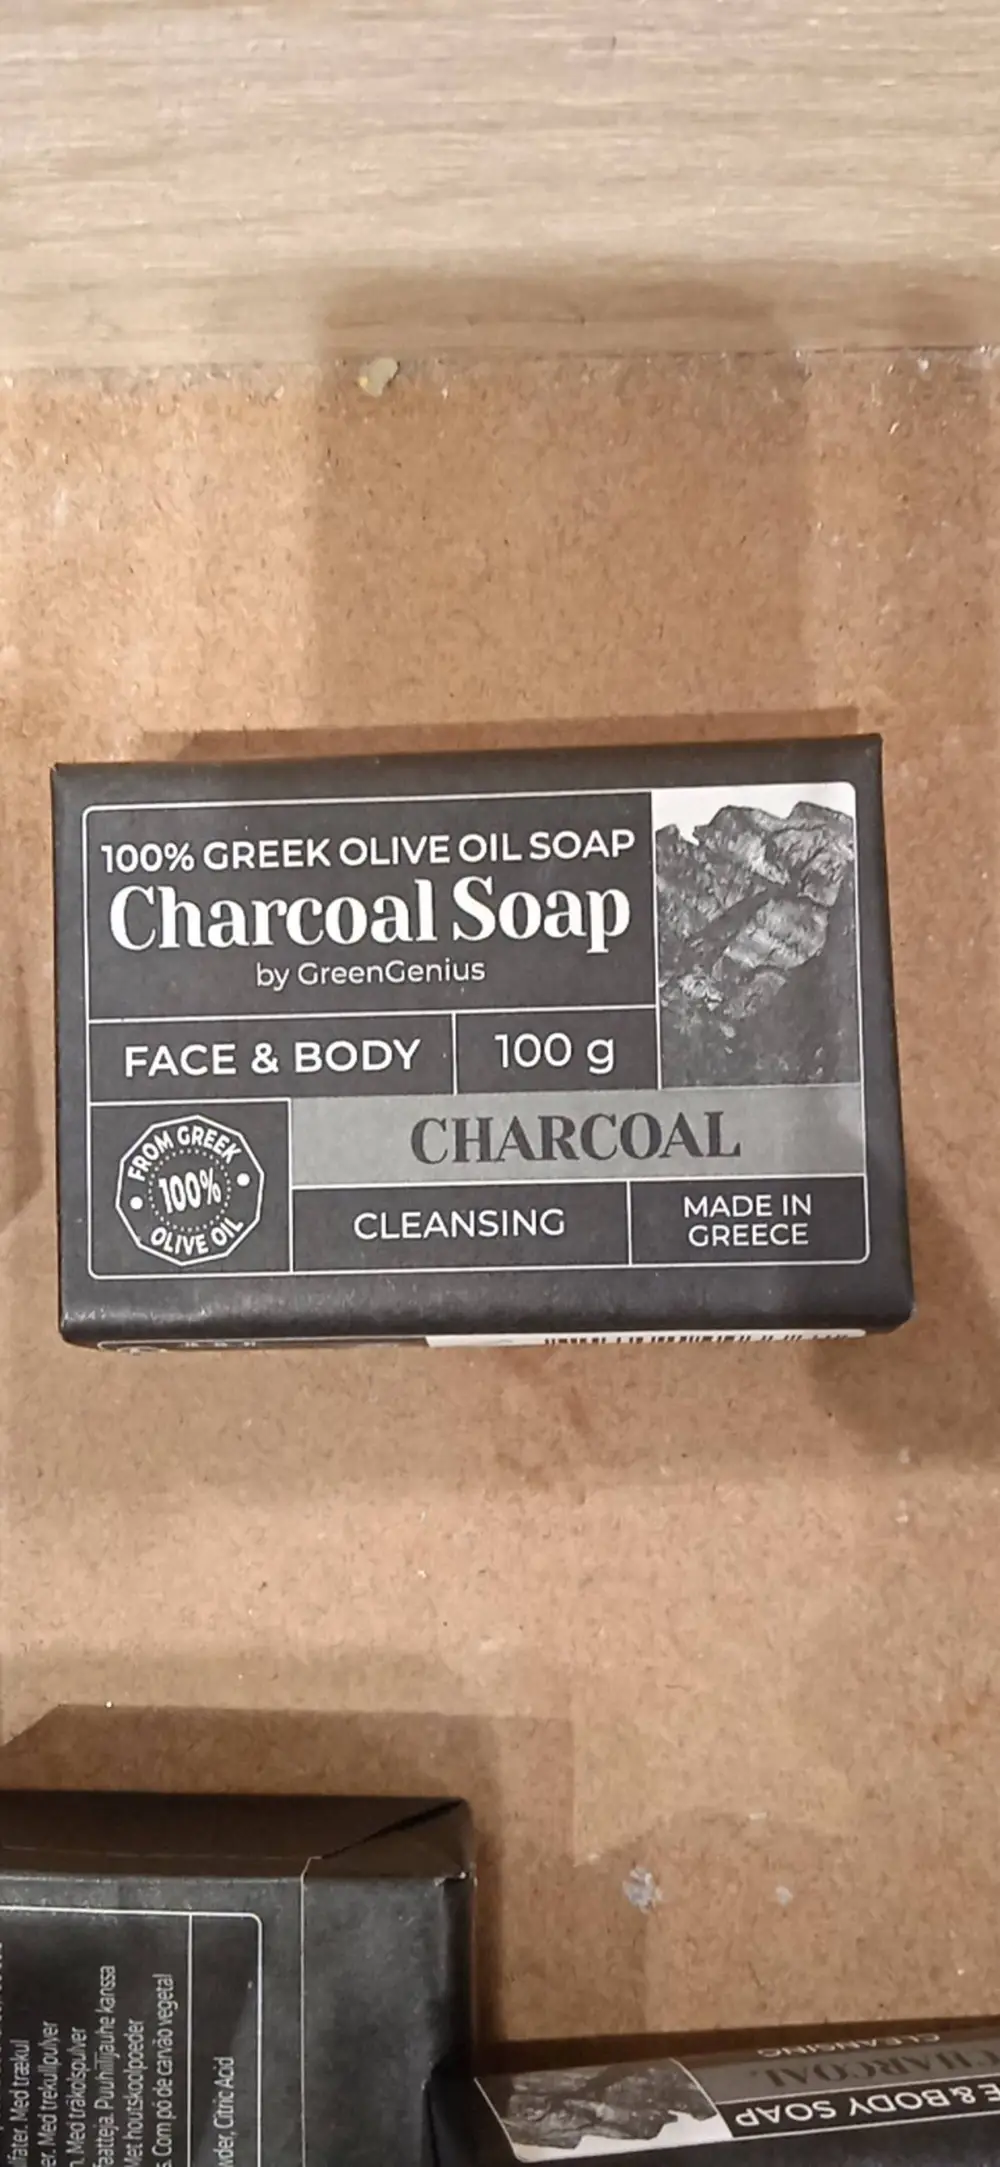 100% GREEK OLIVE OIL SOAP
Charcoal Soap
by GreenGenius
FACE & BODY
100 g
CHARCOAL
FROM GREEK
100%
OLIVE OIL
CLEANSING
MADE IN
GREECE
Med trækul
Med trekullpulver
Med träkolspulver
Puuhiilijauhe kanssa
Met houtskoolpoeder
Com pó de carvão vegetal
Citric Acid
CLEANSING
CHARCOAL
& BODY SOAP